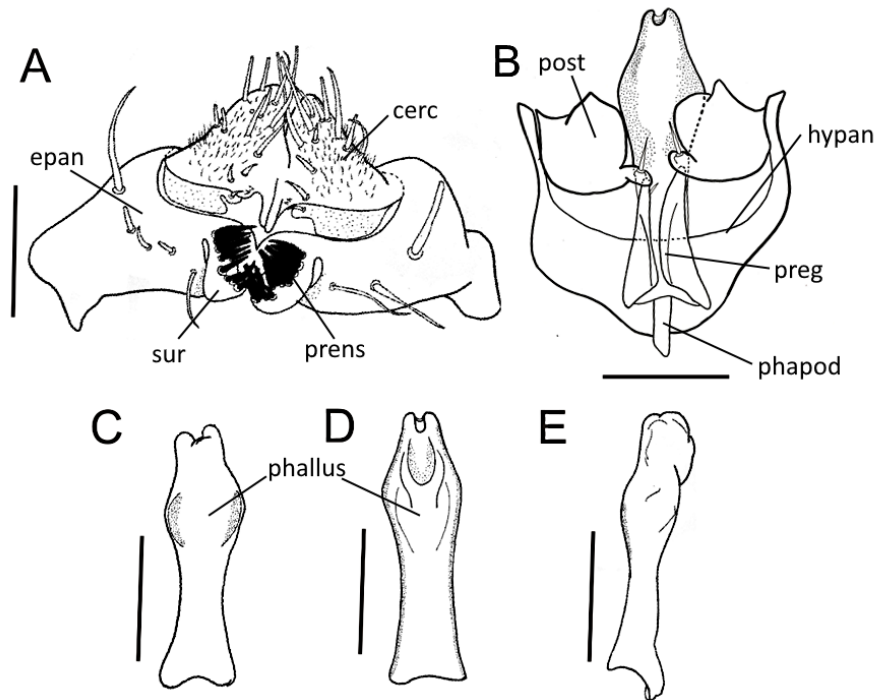 A
epan
cerc
sur
prens
B
post
hypan
preg
phapod
C
D
E
phallus